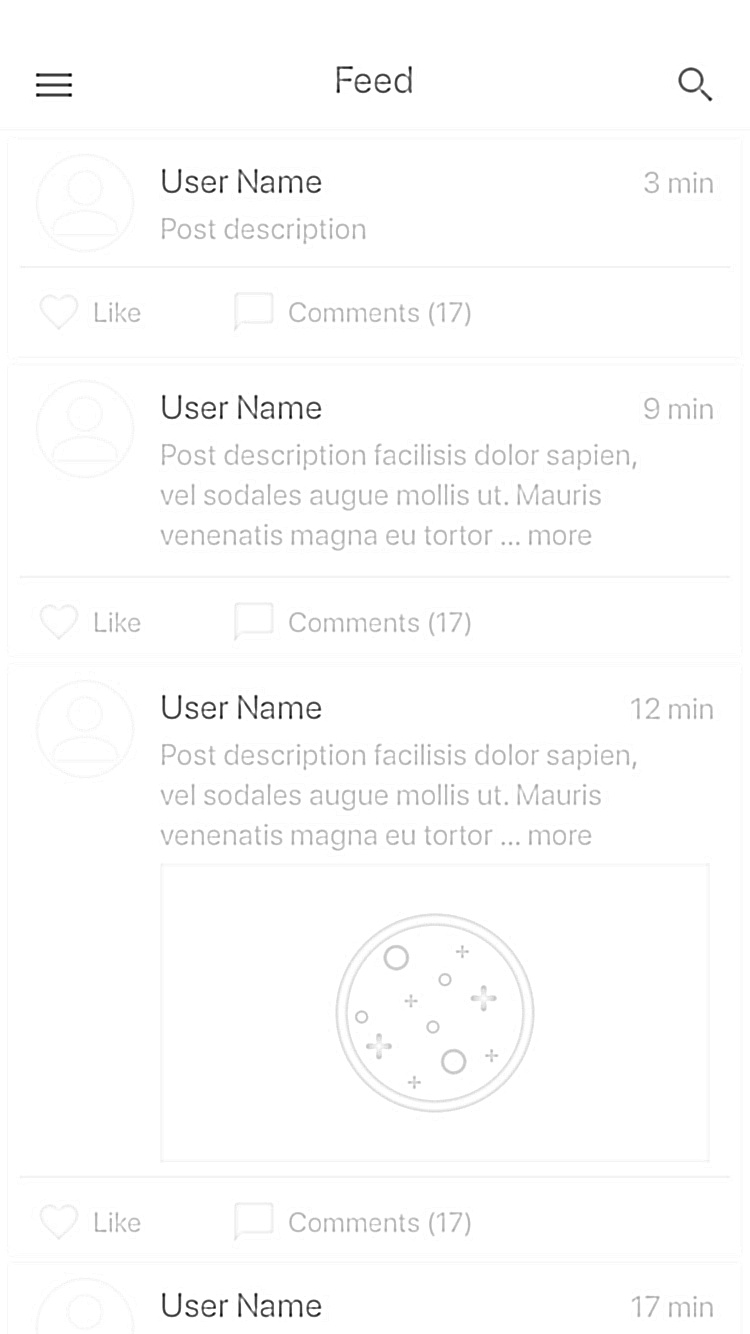 Feed
User Name
3 min
Post description
Like
Comments (17)
User Name
9 min
Post description facilisis dolor sapien,
vel sodales augue mollis ut. Mauris
venenatis magna eu tortor ... more
Like
Comments (17)
User Name
12 min
Post description facilisis dolor sapien,
vel sodales augue mollis ut. Mauris
venenatis magna eu tortor ... more
Like
Comments (17)
User Name
17 min